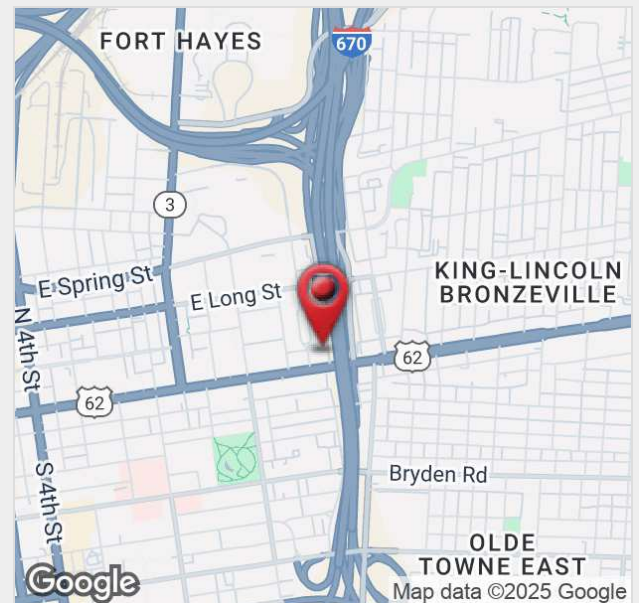 FORT HAYES
670
3
E Spring St
E Long St
KING-LINCOLN
BRONZEVILLE
N 4th St
62
62
S 4th St
Bryden Rd
OLDE
TOWNE EAST
Google
Map data ©2025 Google